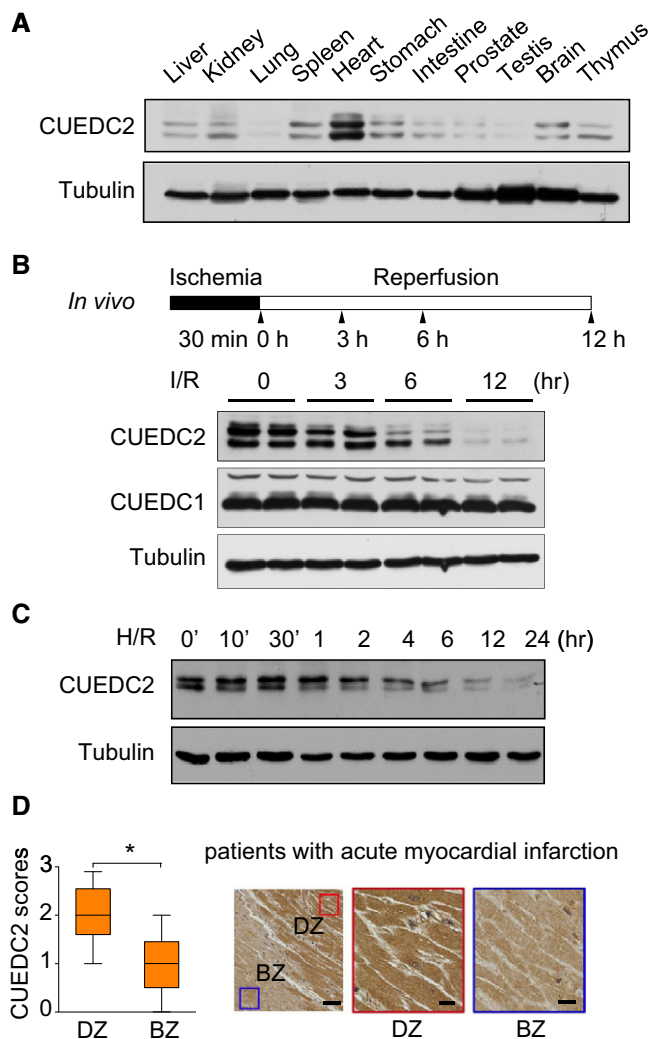 A
Liver Kidney Lung Spleen Heart Stomach Intestine Prostate Testis Brain Thymus
CUEDC2
Tubulin
B
Ischemia Reperfusion
In vivo
30 min 0 h 3 h 6 h 12 h
I/R 0 3 6 12 (hr)
CUEDC2
CUEDC1
Tubulin
C
H/R 0’ 10’ 30’ 1 2 4 6 12 24 (hr)
CUEDC2
Tubulin
D
* patients with acute myocardial infarction
CUEDC2 scores
3
2
1
0
DZ BZ
DZ
BZ
DZ BZ